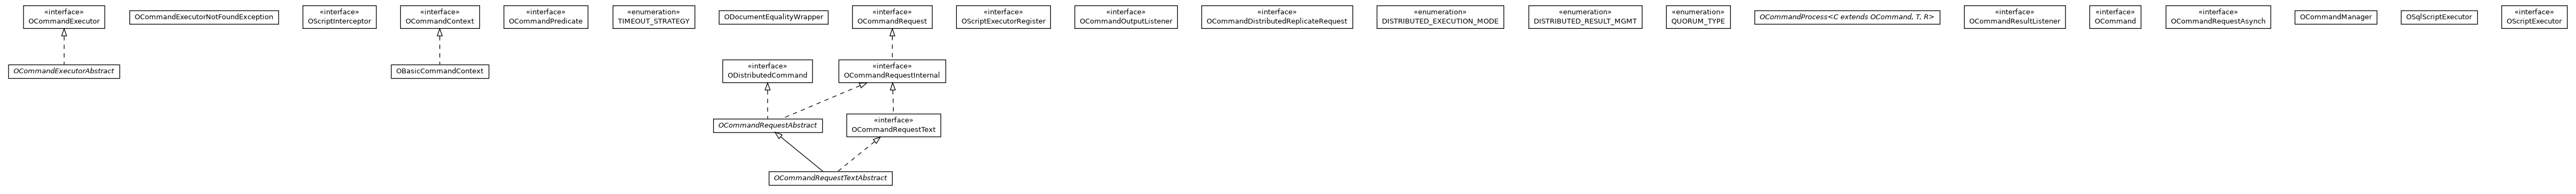 «interface»
OCommandExecutor
OCommandExecutorNotFoundException
«interface»
OScriptInterceptor
«interface»
OCommandContext
«interface»
OCommandPredicate
«enumeration»
TIMEOUT_STRATEGY
ODocumentEqualityWrapper
«interface»
OCommandRequest
«interface»
OScriptExecutorRegister
«interface»
OCommandOutputListener
«interface»
OCommandDistributedReplicateRequest
«enumeration»
DISTRIBUTED_EXECUTION_MODE
«enumeration»
DISTRIBUTED_RESULT_MGMT
«enumeration»
QUORUM_TYPE
OCommandProcess<C extends OCommand, T, R>
«interface»
OCommandResultListener
«interface»
OCommand
«interface»
OCommandRequestAsynch
OCommandManager
OSqlScriptExecutor
«interface»
OScriptExecutor
OCommandExecutorAbstract
OBasicCommandContext
«interface»
ODistributedCommand
«interface»
OCommandRequestInternal
OCommandRequestAbstract
«interface»
OCommandRequestText
OCommandRequestTextAbstract